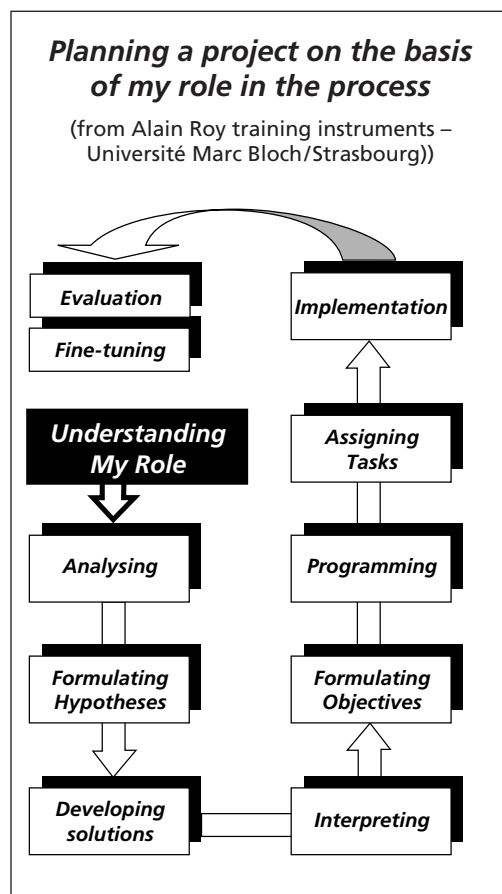 Planning a project on the basis
of my role in the process
(from Alain Roy training instruments –
Université Marc Bloch/Strasbourg))
Evaluation
Fine-tuning
Understanding
My Role
Analysing
Formulating
Hypotheses
Developing
solutions
Interpreting
Formulating
Objectives
Programming
Assigning
Tasks
Implementation